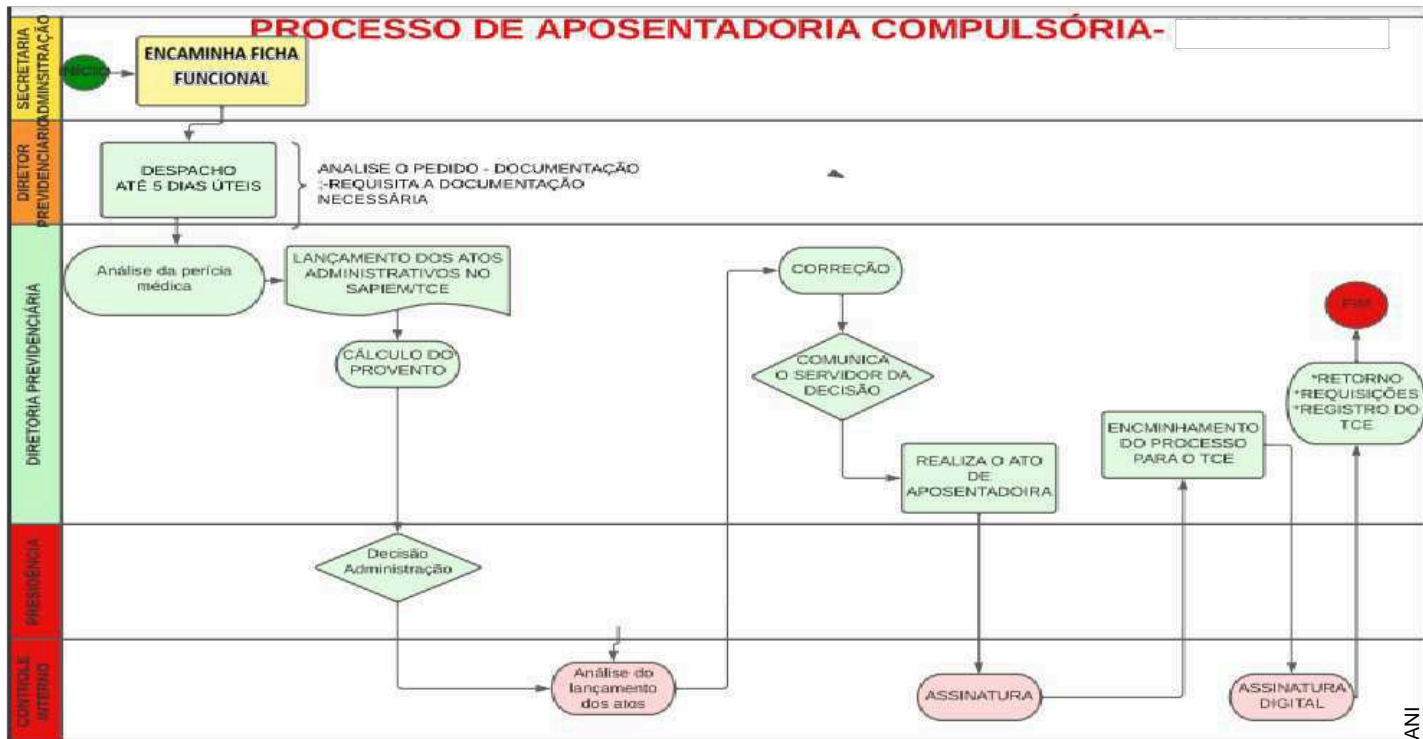 PROCESSO DE APOSENTADORIA COMPULSÓRIA-
SECRETARIA
ADMINSITRAÇÃO
INÍCIO
ENCAMINHA FICHA
FUNCIONAL
DIRETOR
PREVIDENCIÁRIO
DESPACHO
ATÉ 5 DIAS ÚTEIS
ANALISE O PEDIDO - DOCUMENTAÇÃO
;-REQUISITA A DOCUMENTAÇÃO
NECESSÁRIA
DIRETORIA PREVIDENCIÁRIA
Análise da perícia
médica
LANÇAMENTO DOS ATOS
ADMINISTRATIVOS NO
SAPIEM/TCE
CÁLCULO DO
PROVENTO
CORREÇÃO
COMUNICA
O SERVIDOR DA
DECISÃO
REALIZA O ATO
DE
APOSENTADOIRA
ENCMINHAMENTO
DO PROCESSO
PARA O TCE
*RETORNO
*REQUISIÇÕES
*REGISTRO DO
TCE
FIM
PRESIDÊNCIA
Decisão
Administração
CONTROLE
INTERNO
Análise do
lançamento
dos atos
ASSINATURA
ASSINATURA
DIGITAL
ANI